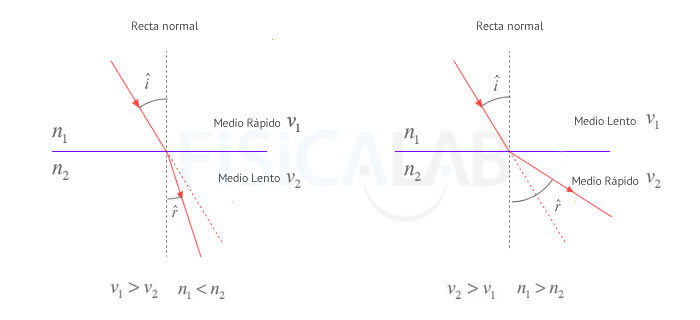 Recta normal
î
n₁
Medio Rápido v₁
n₂
Medio Lento v₂
r̂
v₁ > v₂ n₁ < n₂
Recta normal
î
n₁
Medio Lento v₁
n₂
Medio Rápido v₂
r̂
v₂ > v₁ n₁ > n₂
FISICALAB